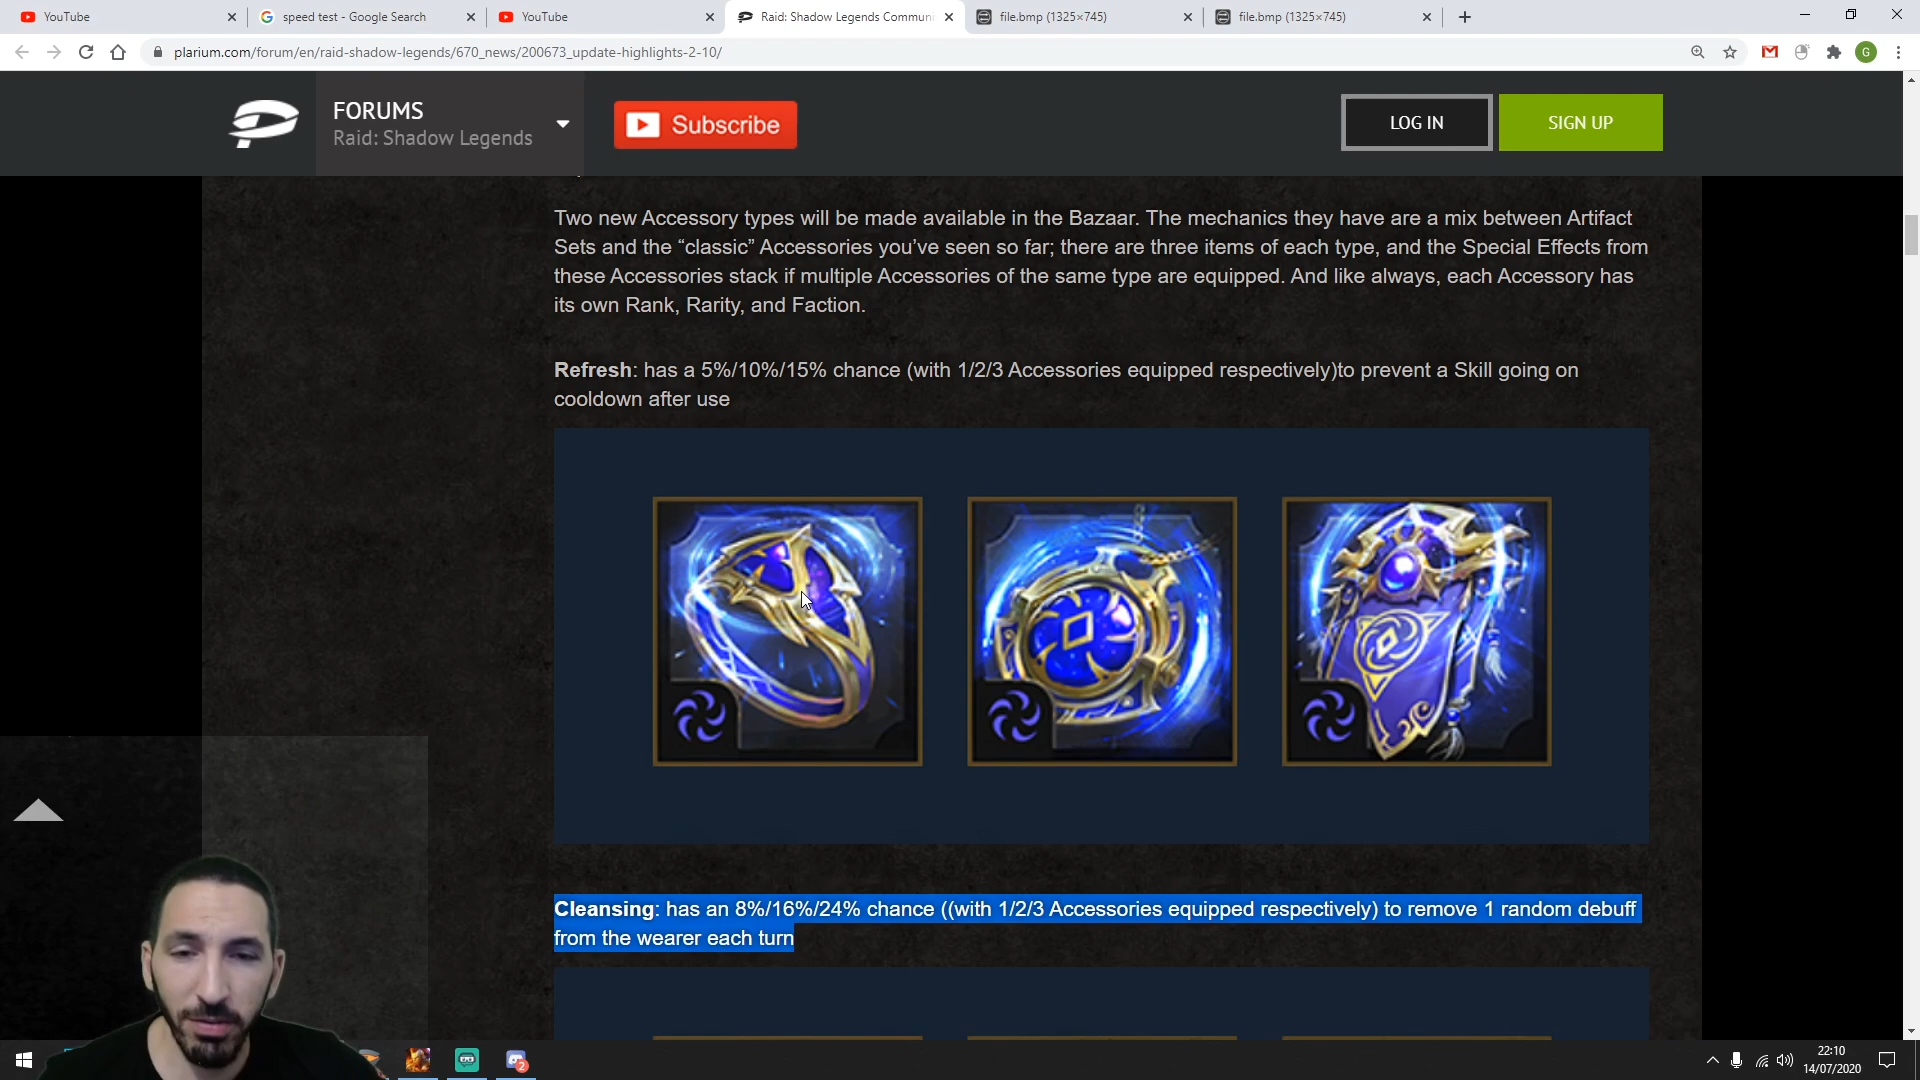 YouTube
speed test - Google Search
YouTube
Raid: Shadow Legends Commun
file.bmp (1325×745)
file.bmp (1325×745)
plarium.com/forum/en/raid-shadow-legends/670_news/200673_update-highlights-2-10/
G
FORUMS
Raid: Shadow Legends
Subscribe
LOG IN
SIGN UP
Two new Accessory types will be made available in the Bazaar. The mechanics they have are a mix between Artifact
Sets and the “classic” Accessories you’ve seen so far; there are three items of each type, and the Special Effects from
these Accessories stack if multiple Accessories of the same type are equipped. And like always, each Accessory has
its own Rank, Rarity, and Faction.
Refresh: has a 5%/10%/15% chance (with 1/2/3 Accessories equipped respectively)to prevent a Skill going on
cooldown after use
Cleansing: has an 8%/16%/24% chance ((with 1/2/3 Accessories equipped respectively) to remove 1 random debuff
from the wearer each turn
2
22:10
14/07/2020